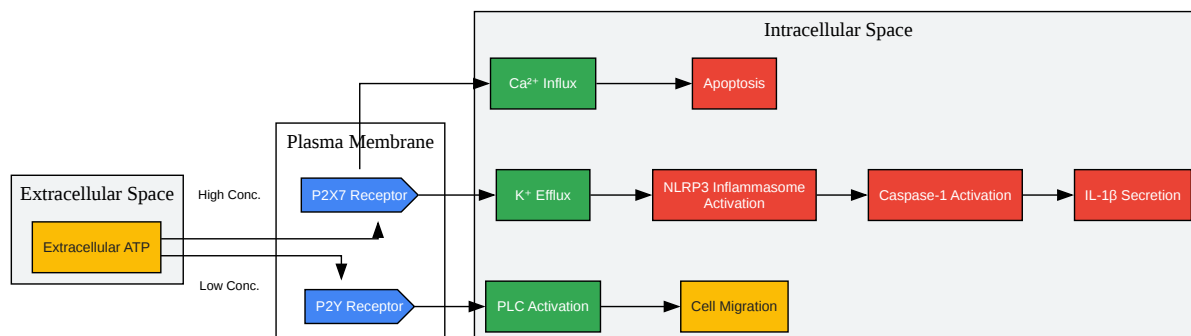 Intracellular Space
Ca²⁺ Influx
Apoptosis
Plasma Membrane
Extracellular Space
High Conc.
P2X7 Receptor
K⁺ Efflux
NLRP3 Inflammasome
Activation
Caspase-1 Activation
IL-1β Secretion
Extracellular ATP
Low Conc.
P2Y Receptor
PLC Activation
Cell Migration